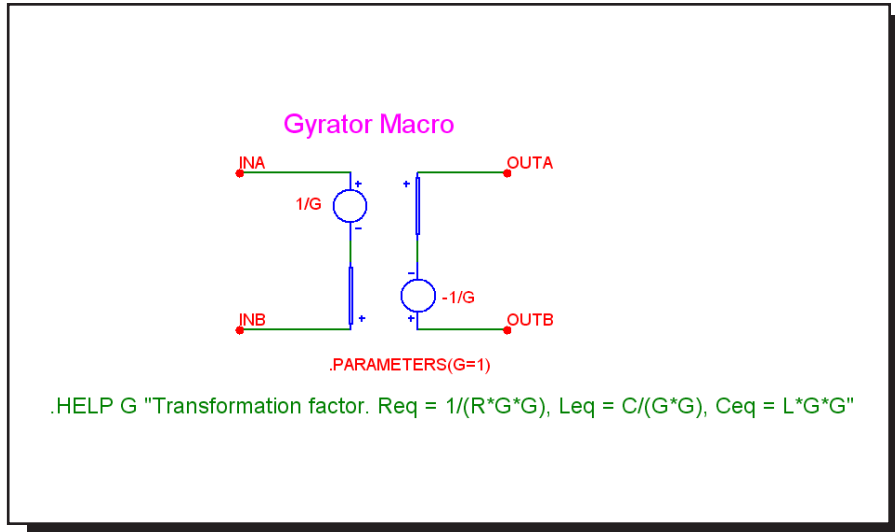 Gyrator Macro
INA
OUTA
+
+
1/G
-
-
-1/G
+
+
INB
OUTB
.PARAMETERS(G=1)
.HELP G "Transformation factor. Req = 1/(R*G*G), Leq = C/(G*G), Ceq = L*G*G"